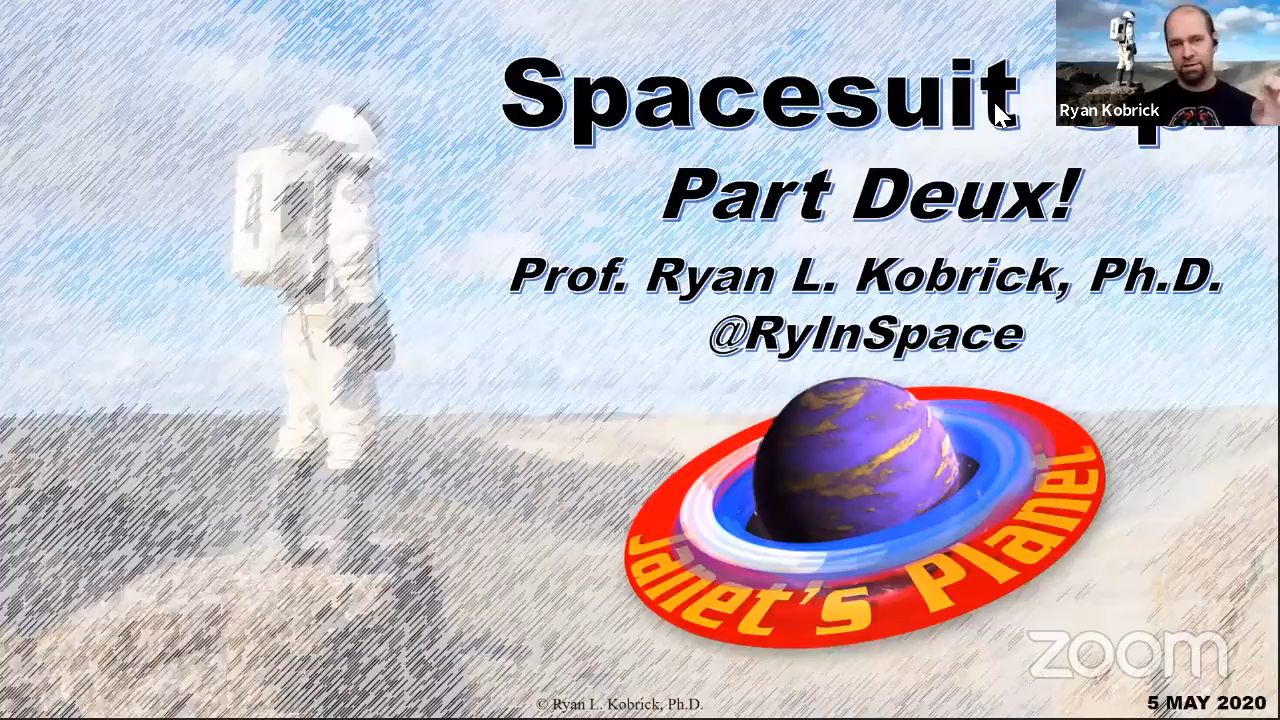 Spacesuit
Part Deux!
Prof. Ryan L. Kobrick, Ph.D.
@RyInSpace
Ryan Kobrick
Janet's Planet
zoom
© Ryan L. Kobrick, Ph.D.
5 MAY 2020